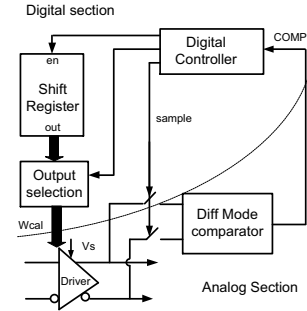 Digital section
Digital
Controller
COMP
en
Shift
Register
out
sample
Output
selection
Wcal
Vs
Diff Mode
comparator
Driver
Analog Section